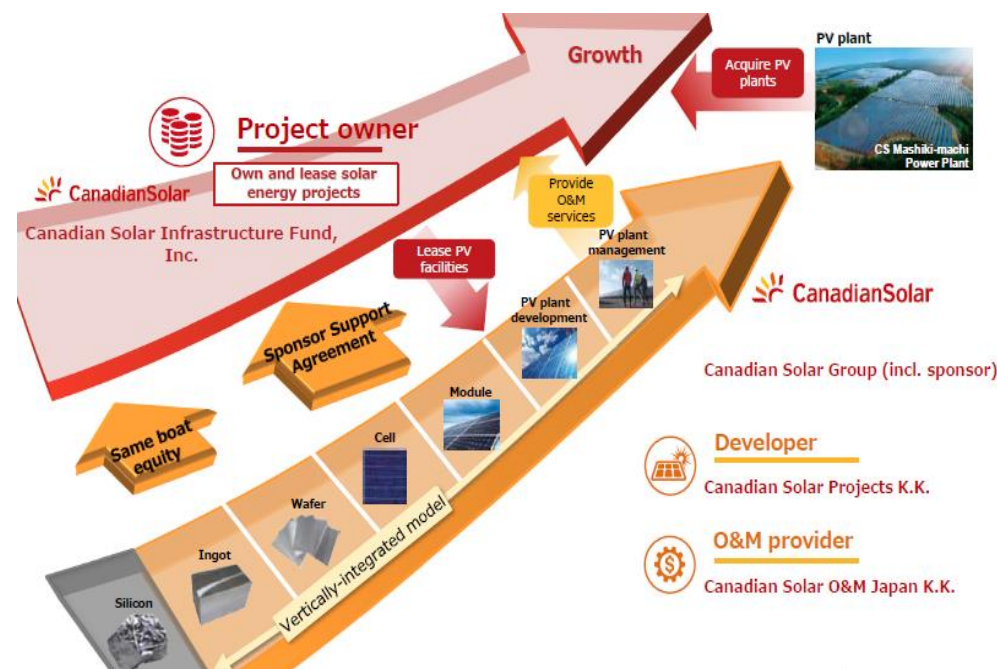 Growth
Acquire PV
plants
PV plant
CS Mashiki-machi
Power Plant
Project owner
Own and lease solar
energy projects
CanadianSolar
Canadian Solar Infrastructure Fund,
Inc.
Provide
O&M
services
Lease PV
facilities
PV plant
management
PV plant
development
CanadianSolar
Sponsor Support
Agreement
Canadian Solar Group (incl. sponsor)
Module
Same boat
equity
Cell
Developer
Canadian Solar Projects K.K.
Wafer
Vertically-integrated model
O&M provider
Canadian Solar O&M Japan K.K.
Ingot
Silicon